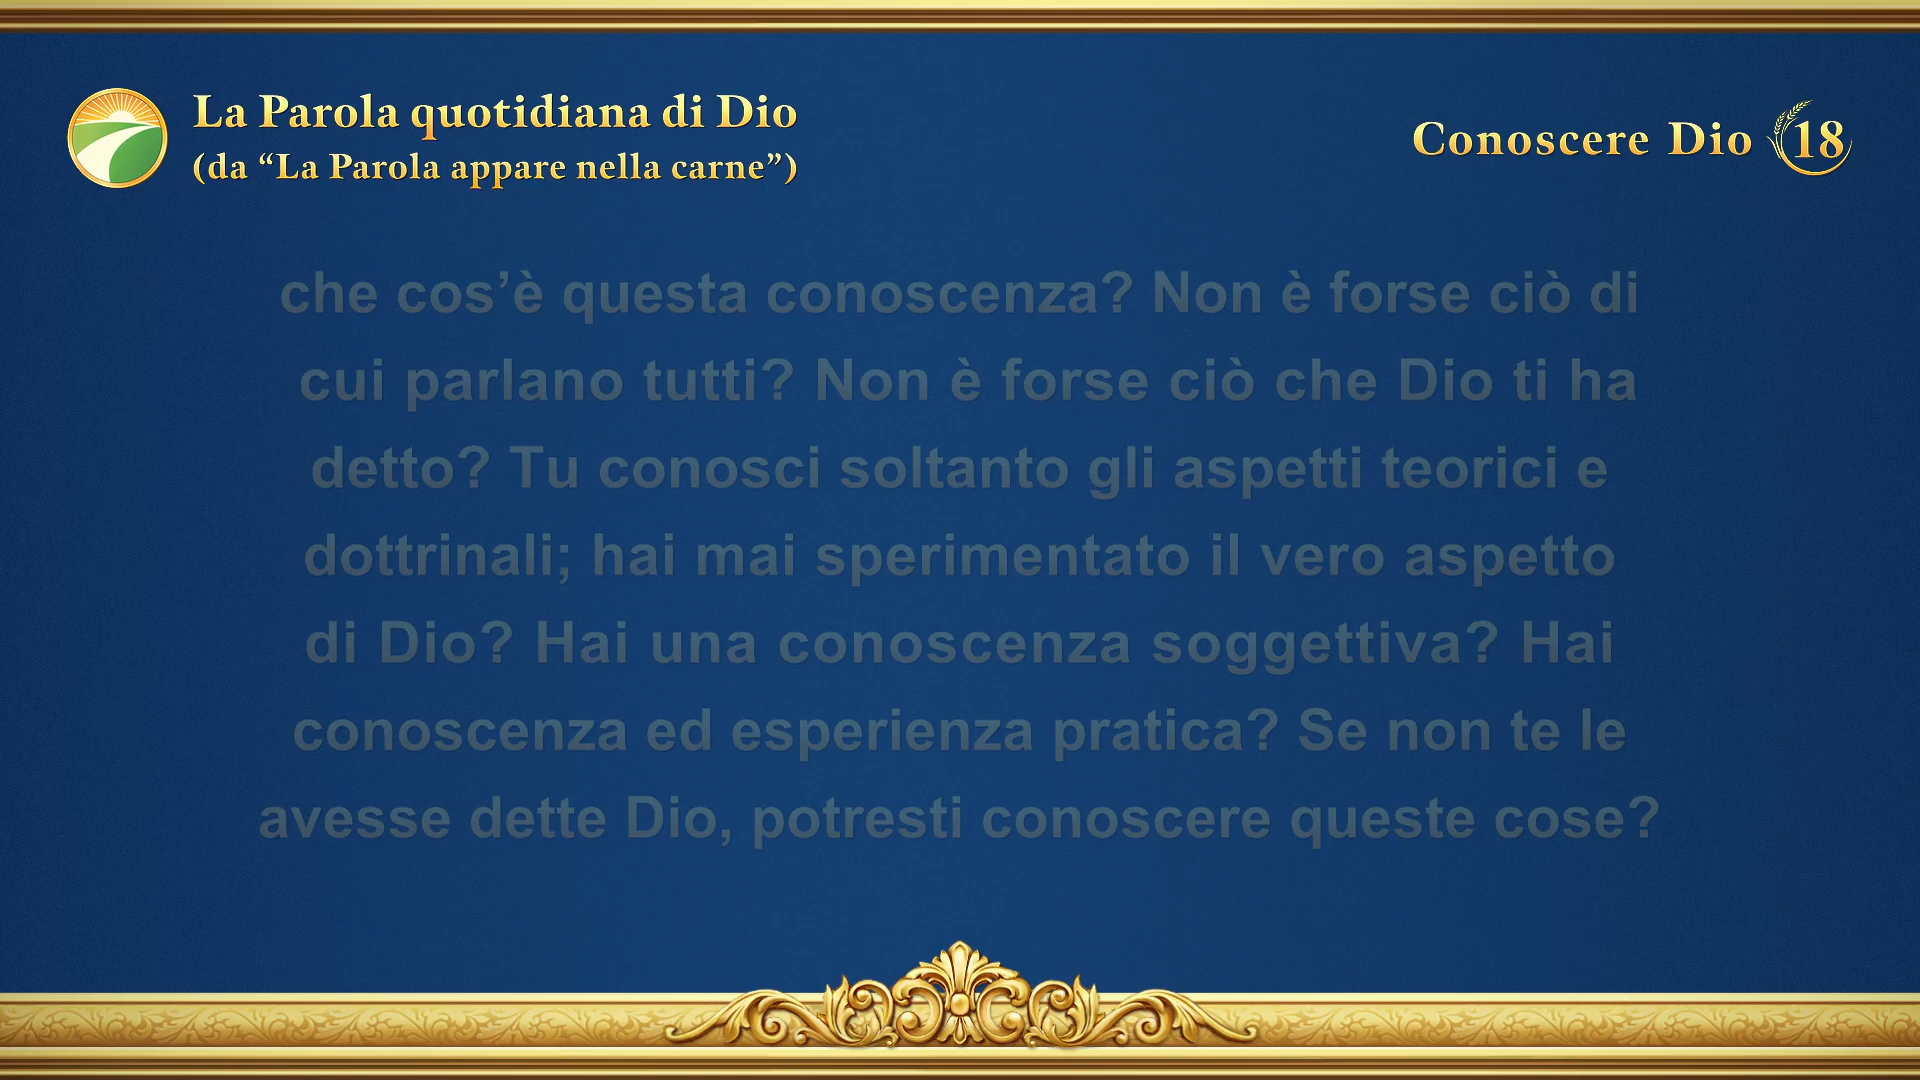 La Parola quotidiana di Dio
(da “La Parola appare nella carne”)
Conoscere Dio 18
che cos’è questa conoscenza? Non è forse ciò di
cui parlano tutti? Non è forse ciò che Dio ti ha
detto? Tu conosci soltanto gli aspetti teorici e
dottrinali; hai mai sperimentato il vero aspetto
di Dio? Hai una conoscenza soggettiva? Hai
conoscenza ed esperienza pratica? Se non te le
avesse dette Dio, potresti conoscere queste cose?